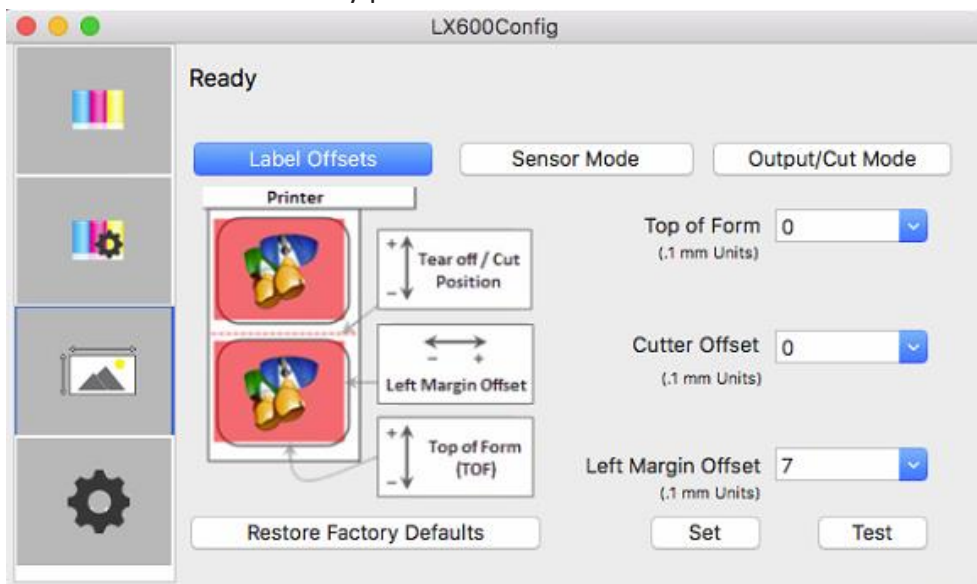 LX600Config
Ready
Label Offsets
Sensor Mode
Output/Cut Mode
Printer
+
Tear off / Cut
Position
–
– +
Left Margin Offset
+
Top of Form
(TOF)
–
Top of Form 0
(.1 mm Units)
Cutter Offset 0
(.1 mm Units)
Left Margin Offset 7
(.1 mm Units)
Restore Factory Defaults
Set
Test